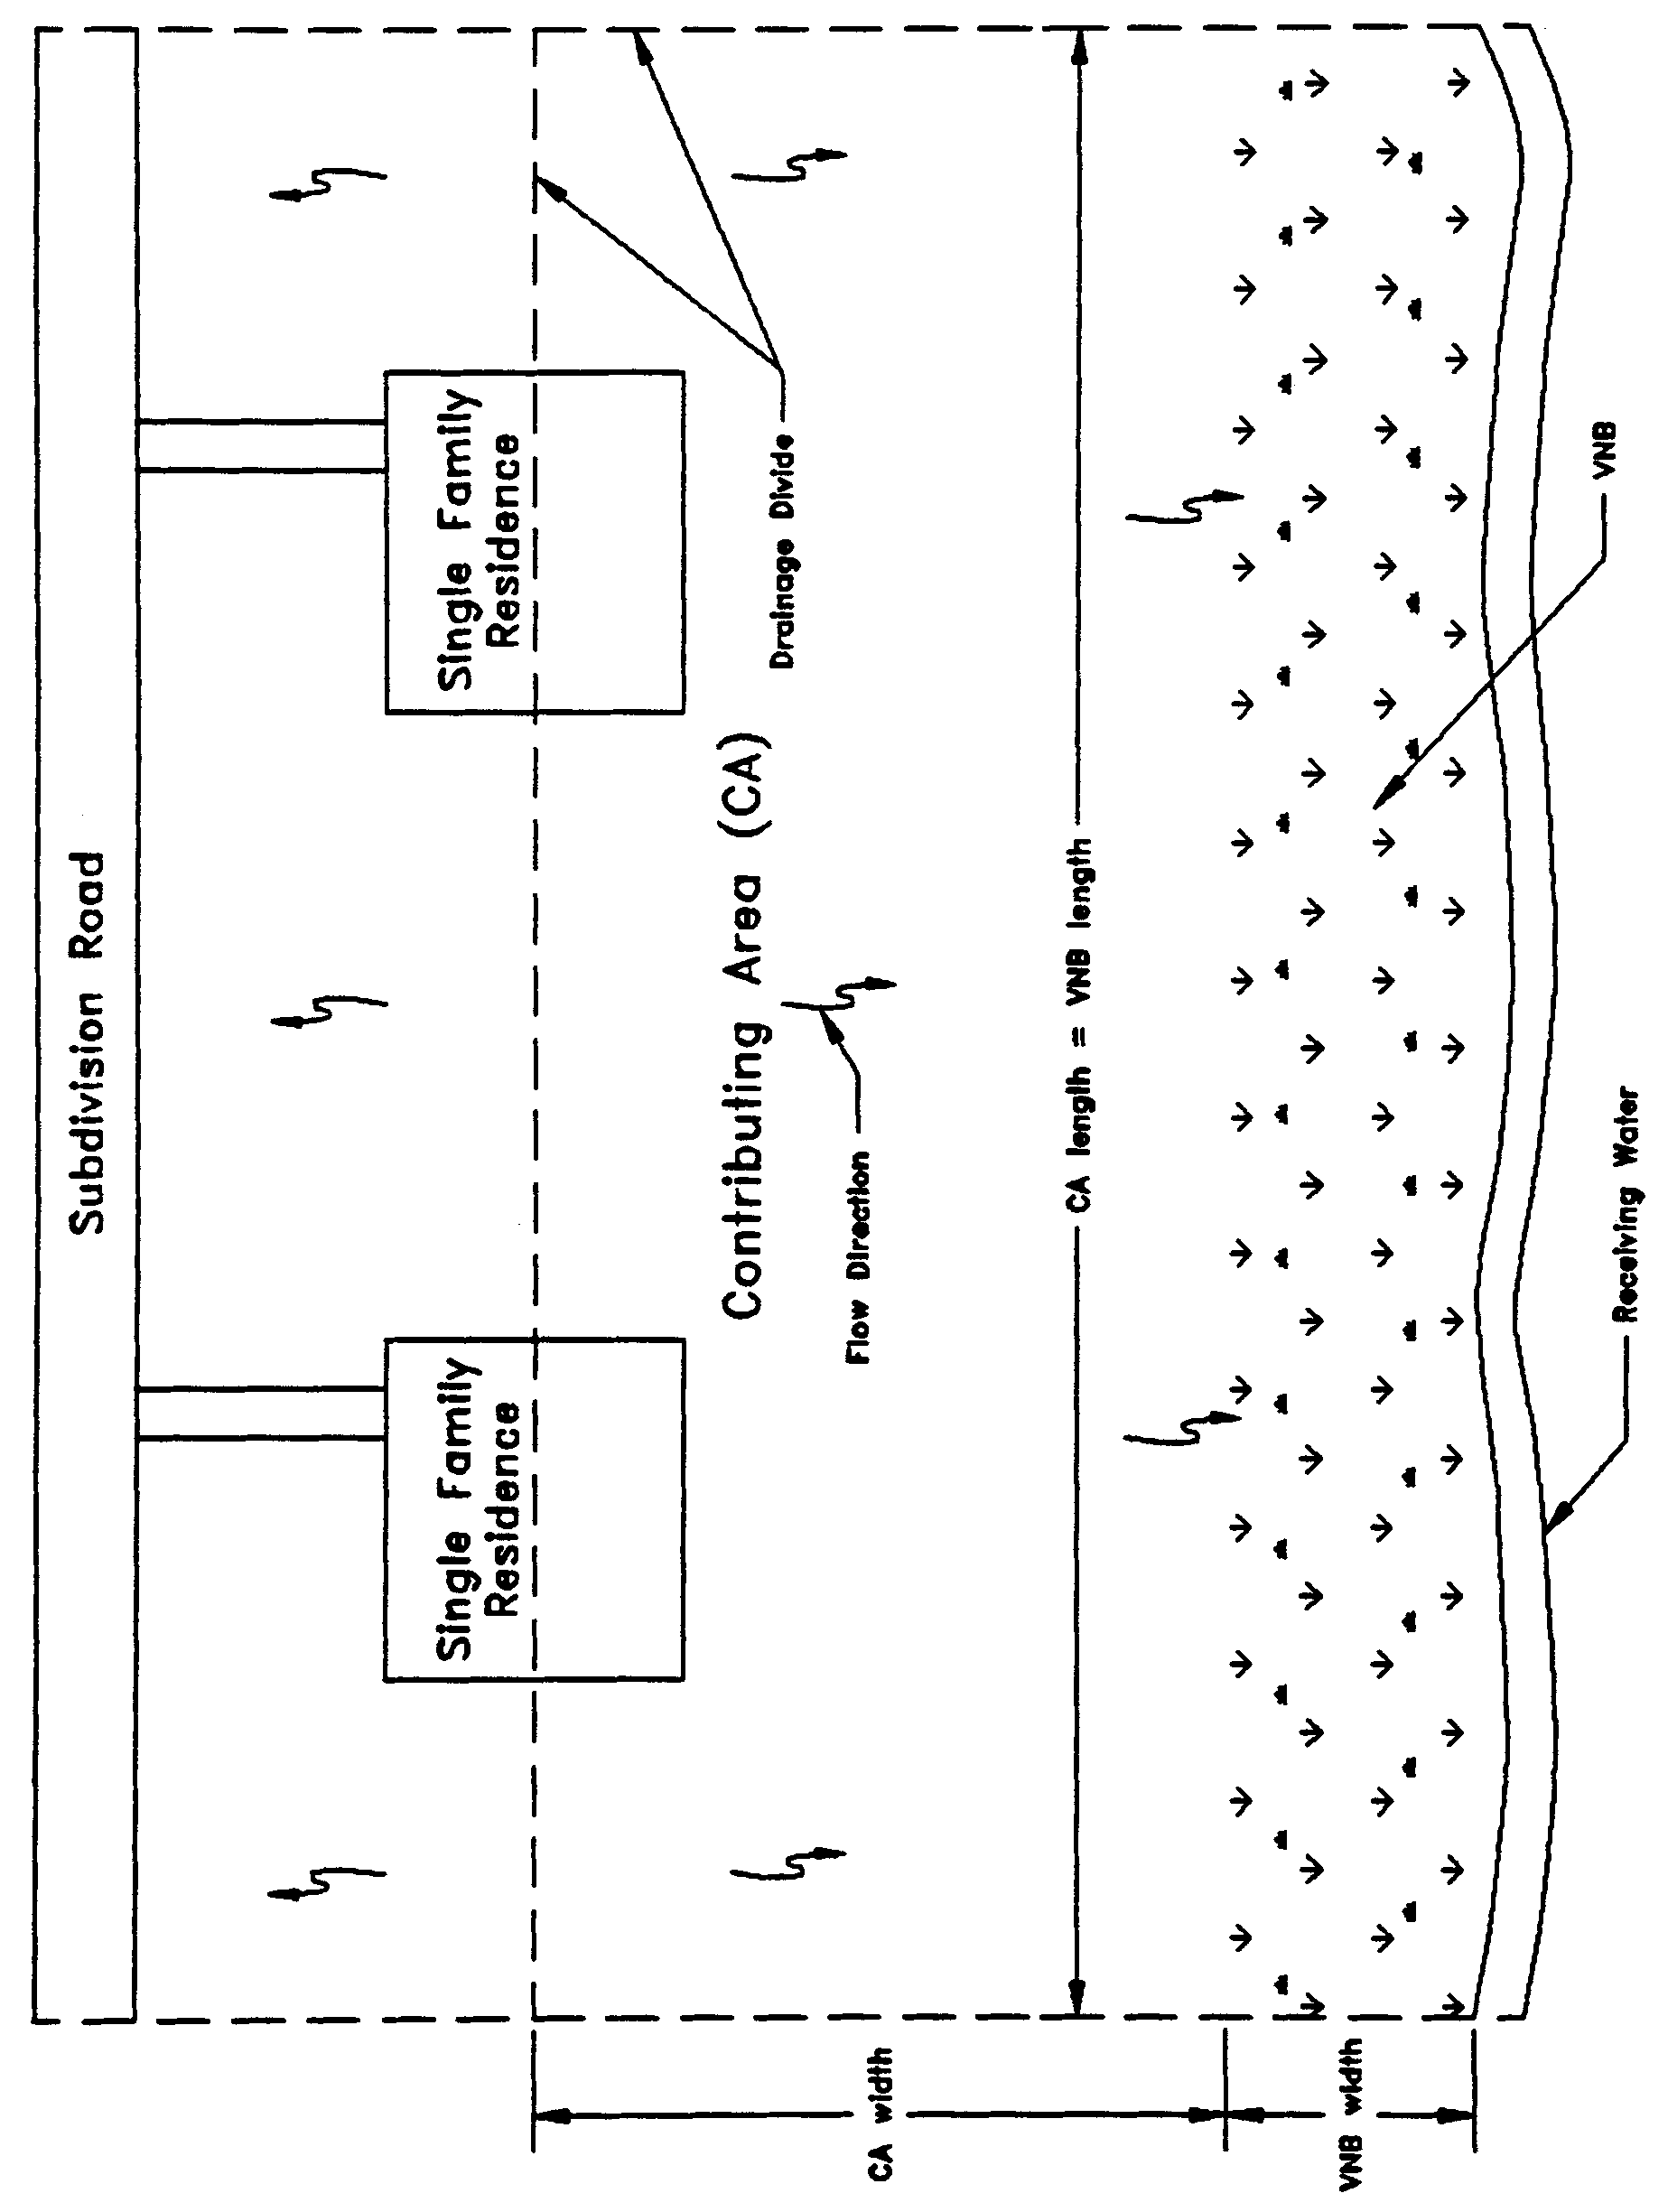 Subdivision Road
Single Family
Residence
Single Family
Residence
Contributing Area (CA)
Drainage Divide
Flow Direction
CA length = VNB length
VNB
Receiving Water
CA width
VNB width